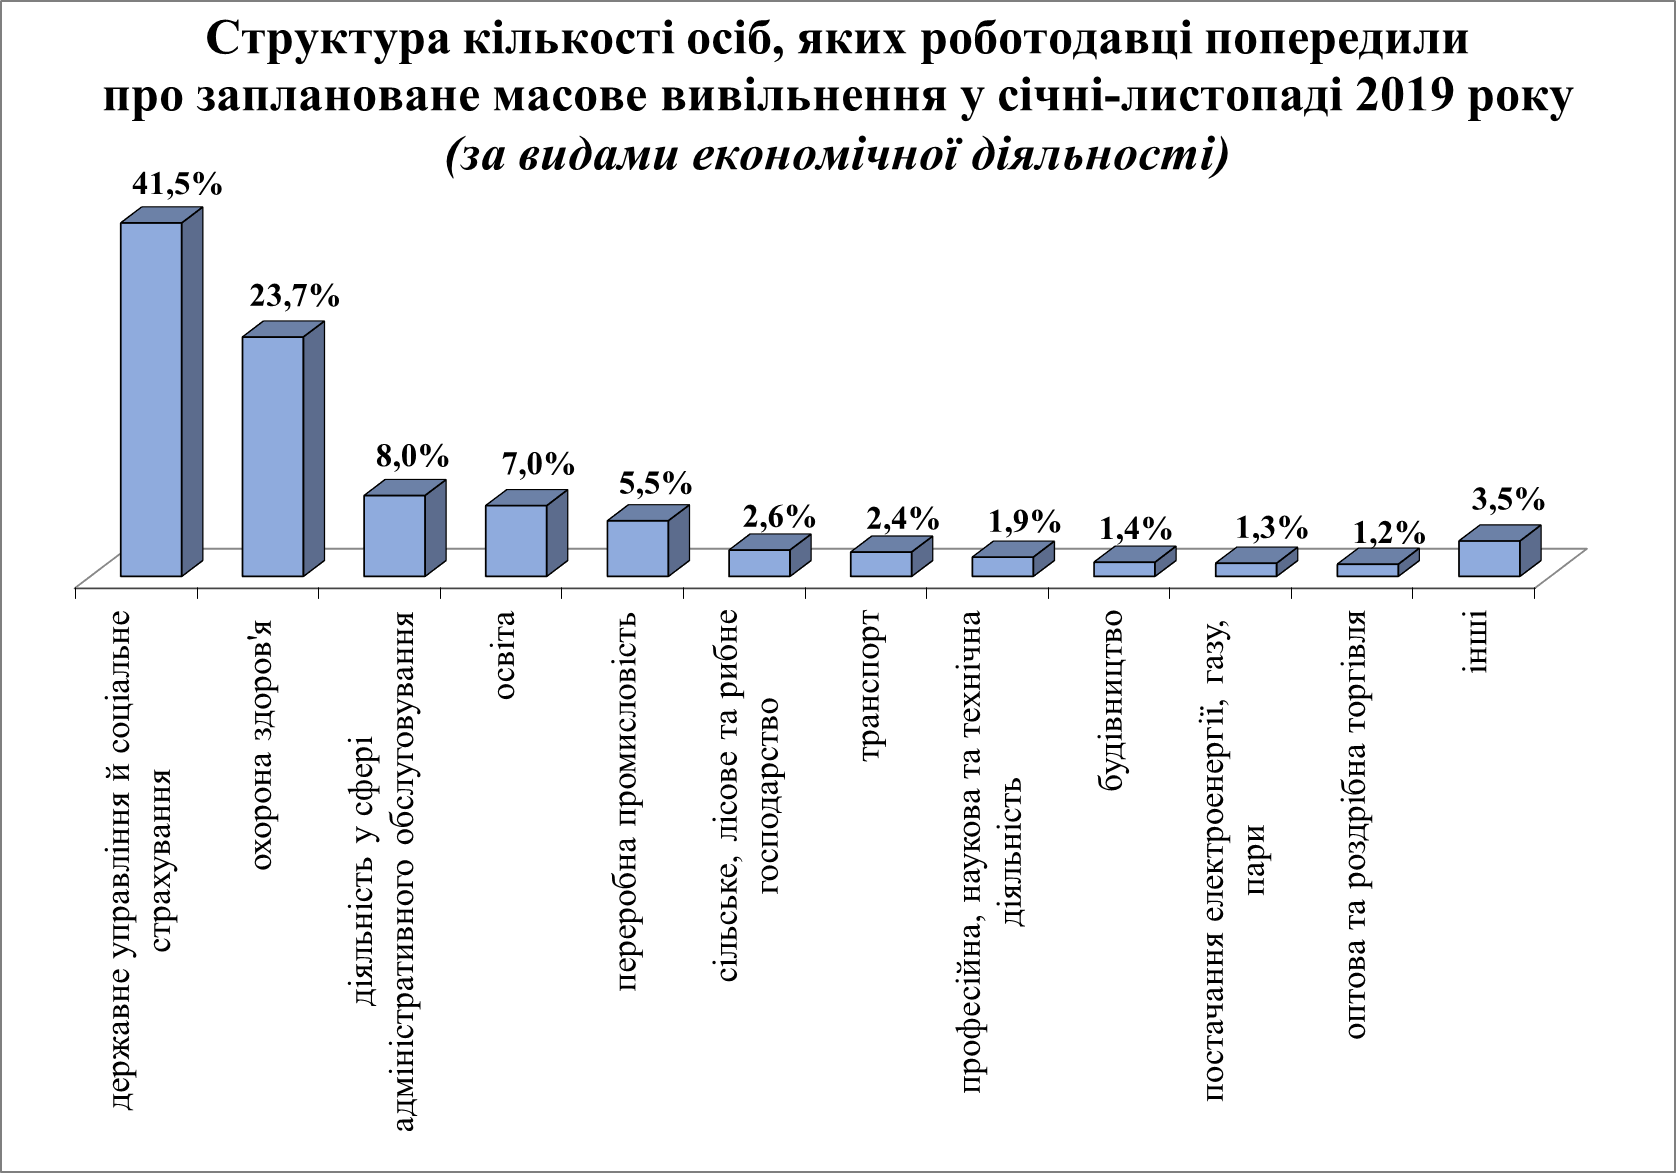 Структура кількості осіб, яких роботодавці попередили
про заплановане масове вивільнення у січні-листопаді 2019 року
(за видами економічної діяльності)
41,5%
23,7%
8,0%
7,0%
5,5%
2,6%
2,4%
1,9%
1,4%
1,3%
1,2%
3,5%
державне управління й соціальне
страхування
охорона здоров'я
діяльність у сфері
адміністративного обслуговування
освіта
переробна промисловість
сільське, лісове та рибне
господарство
транспорт
професійна, наукова та технічна
діяльність
будівництво
постачання електроенергії, газу,
пари
оптова та роздрібна торгівля
інші